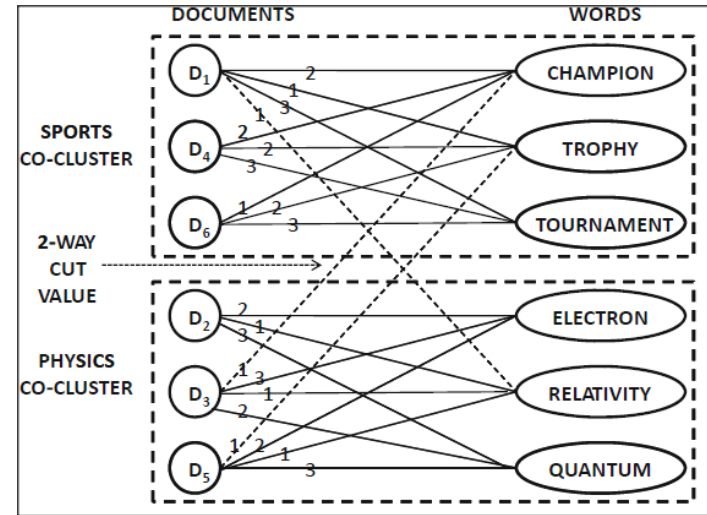 DOCUMENTS WORDS
D1 2 CHAMPION
1
1 3
SPORTS
CO-CLUSTER
D4 2 2 TROPHY
3
D6 1 2 3 TOURNAMENT
2-WAY
CUT
VALUE
D2 2 1 3 ELECTRON
PHYSICS
CO-CLUSTER
D3 1 3 1 RELATIVITY
2
D5 1 2 1 3 QUANTUM